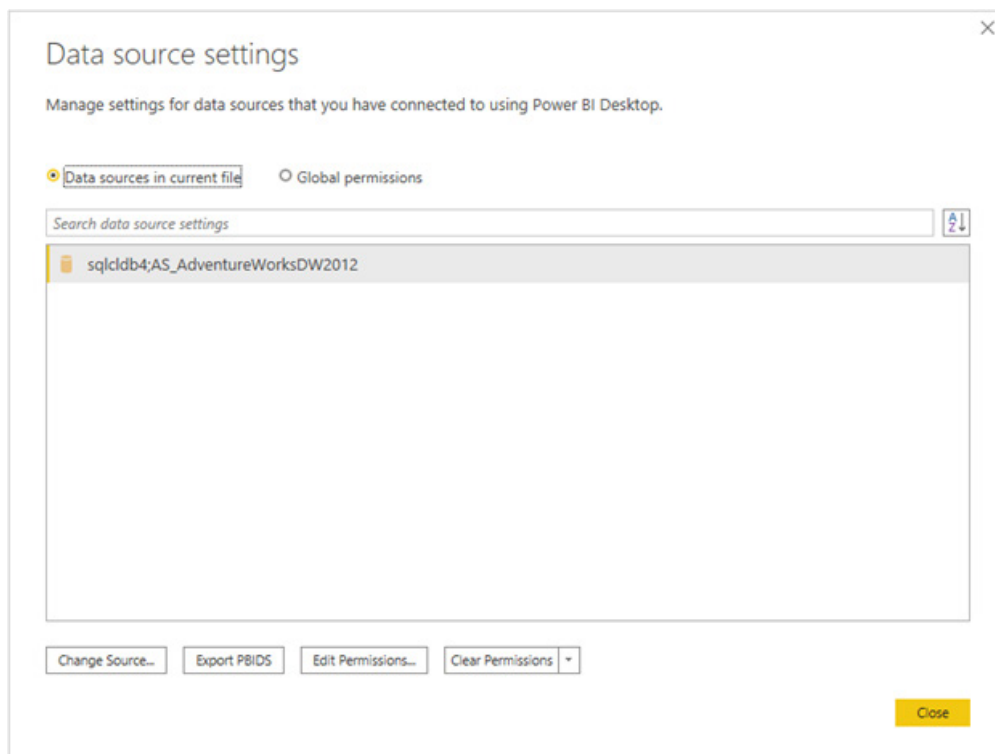 Data source settings
Manage settings for data sources that you have connected to using Power BI Desktop.
Data sources in current file Global permissions
Search data source settings
A
Z
sqlcldb4;AS_AdventureWorksDW2012
Change Source... Export PBIDS Edit Permissions... Clear Permissions
Close